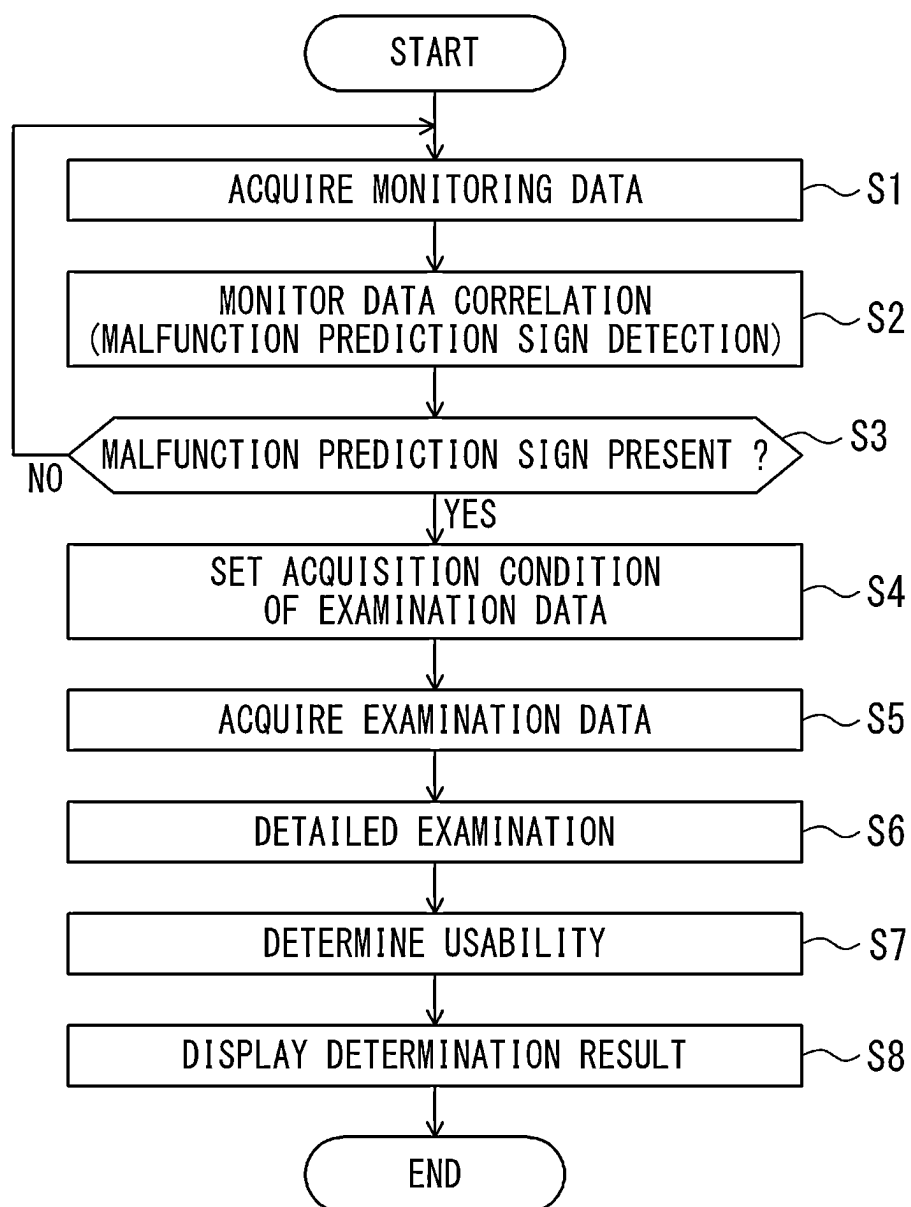 START
ACQUIRE MONITORING DATA
S1
MONITOR DATA CORRELATION
(MALFUNCTION PREDICTION SIGN DETECTION)
S2
MALFUNCTION PREDICTION SIGN PRESENT ?
S3
NO
YES
SET ACQUISITION CONDITION
OF EXAMINATION DATA
S4
ACQUIRE EXAMINATION DATA
S5
DETAILED EXAMINATION
S6
DETERMINE USABILITY
S7
DISPLAY DETERMINATION RESULT
S8
END